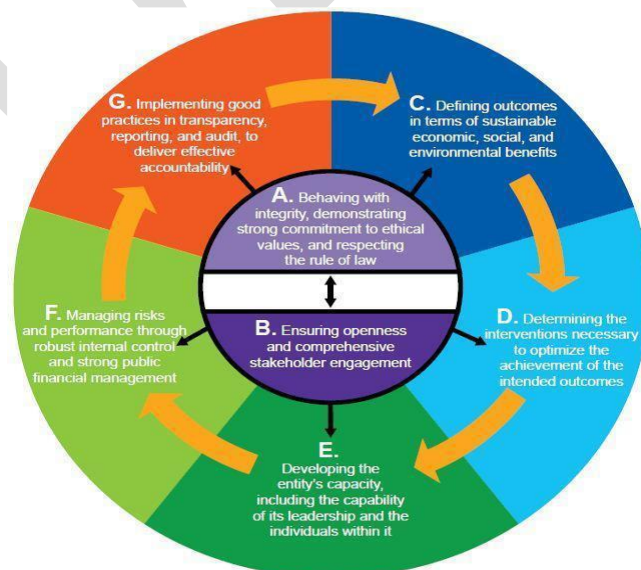 G. Implementing good
practices in transparency,
reporting, and audit, to
deliver effective
accountability
C. Defining outcomes
in terms of sustainable
economic, social, and
environmental benefits
A. Behaving with
integrity, demonstrating
strong commitment to ethical
values, and respecting
the rule of law
B. Ensuring openness
and comprehensive
stakeholder engagement
D. Determining the
interventions necessary
to optimize the
achievement of the
intended outcomes
F. Managing risks
and performance through
robust internal control
and strong public
financial management
E.
Developing the
entity's capacity,
including the capability
of its leadership and the
individuals within it